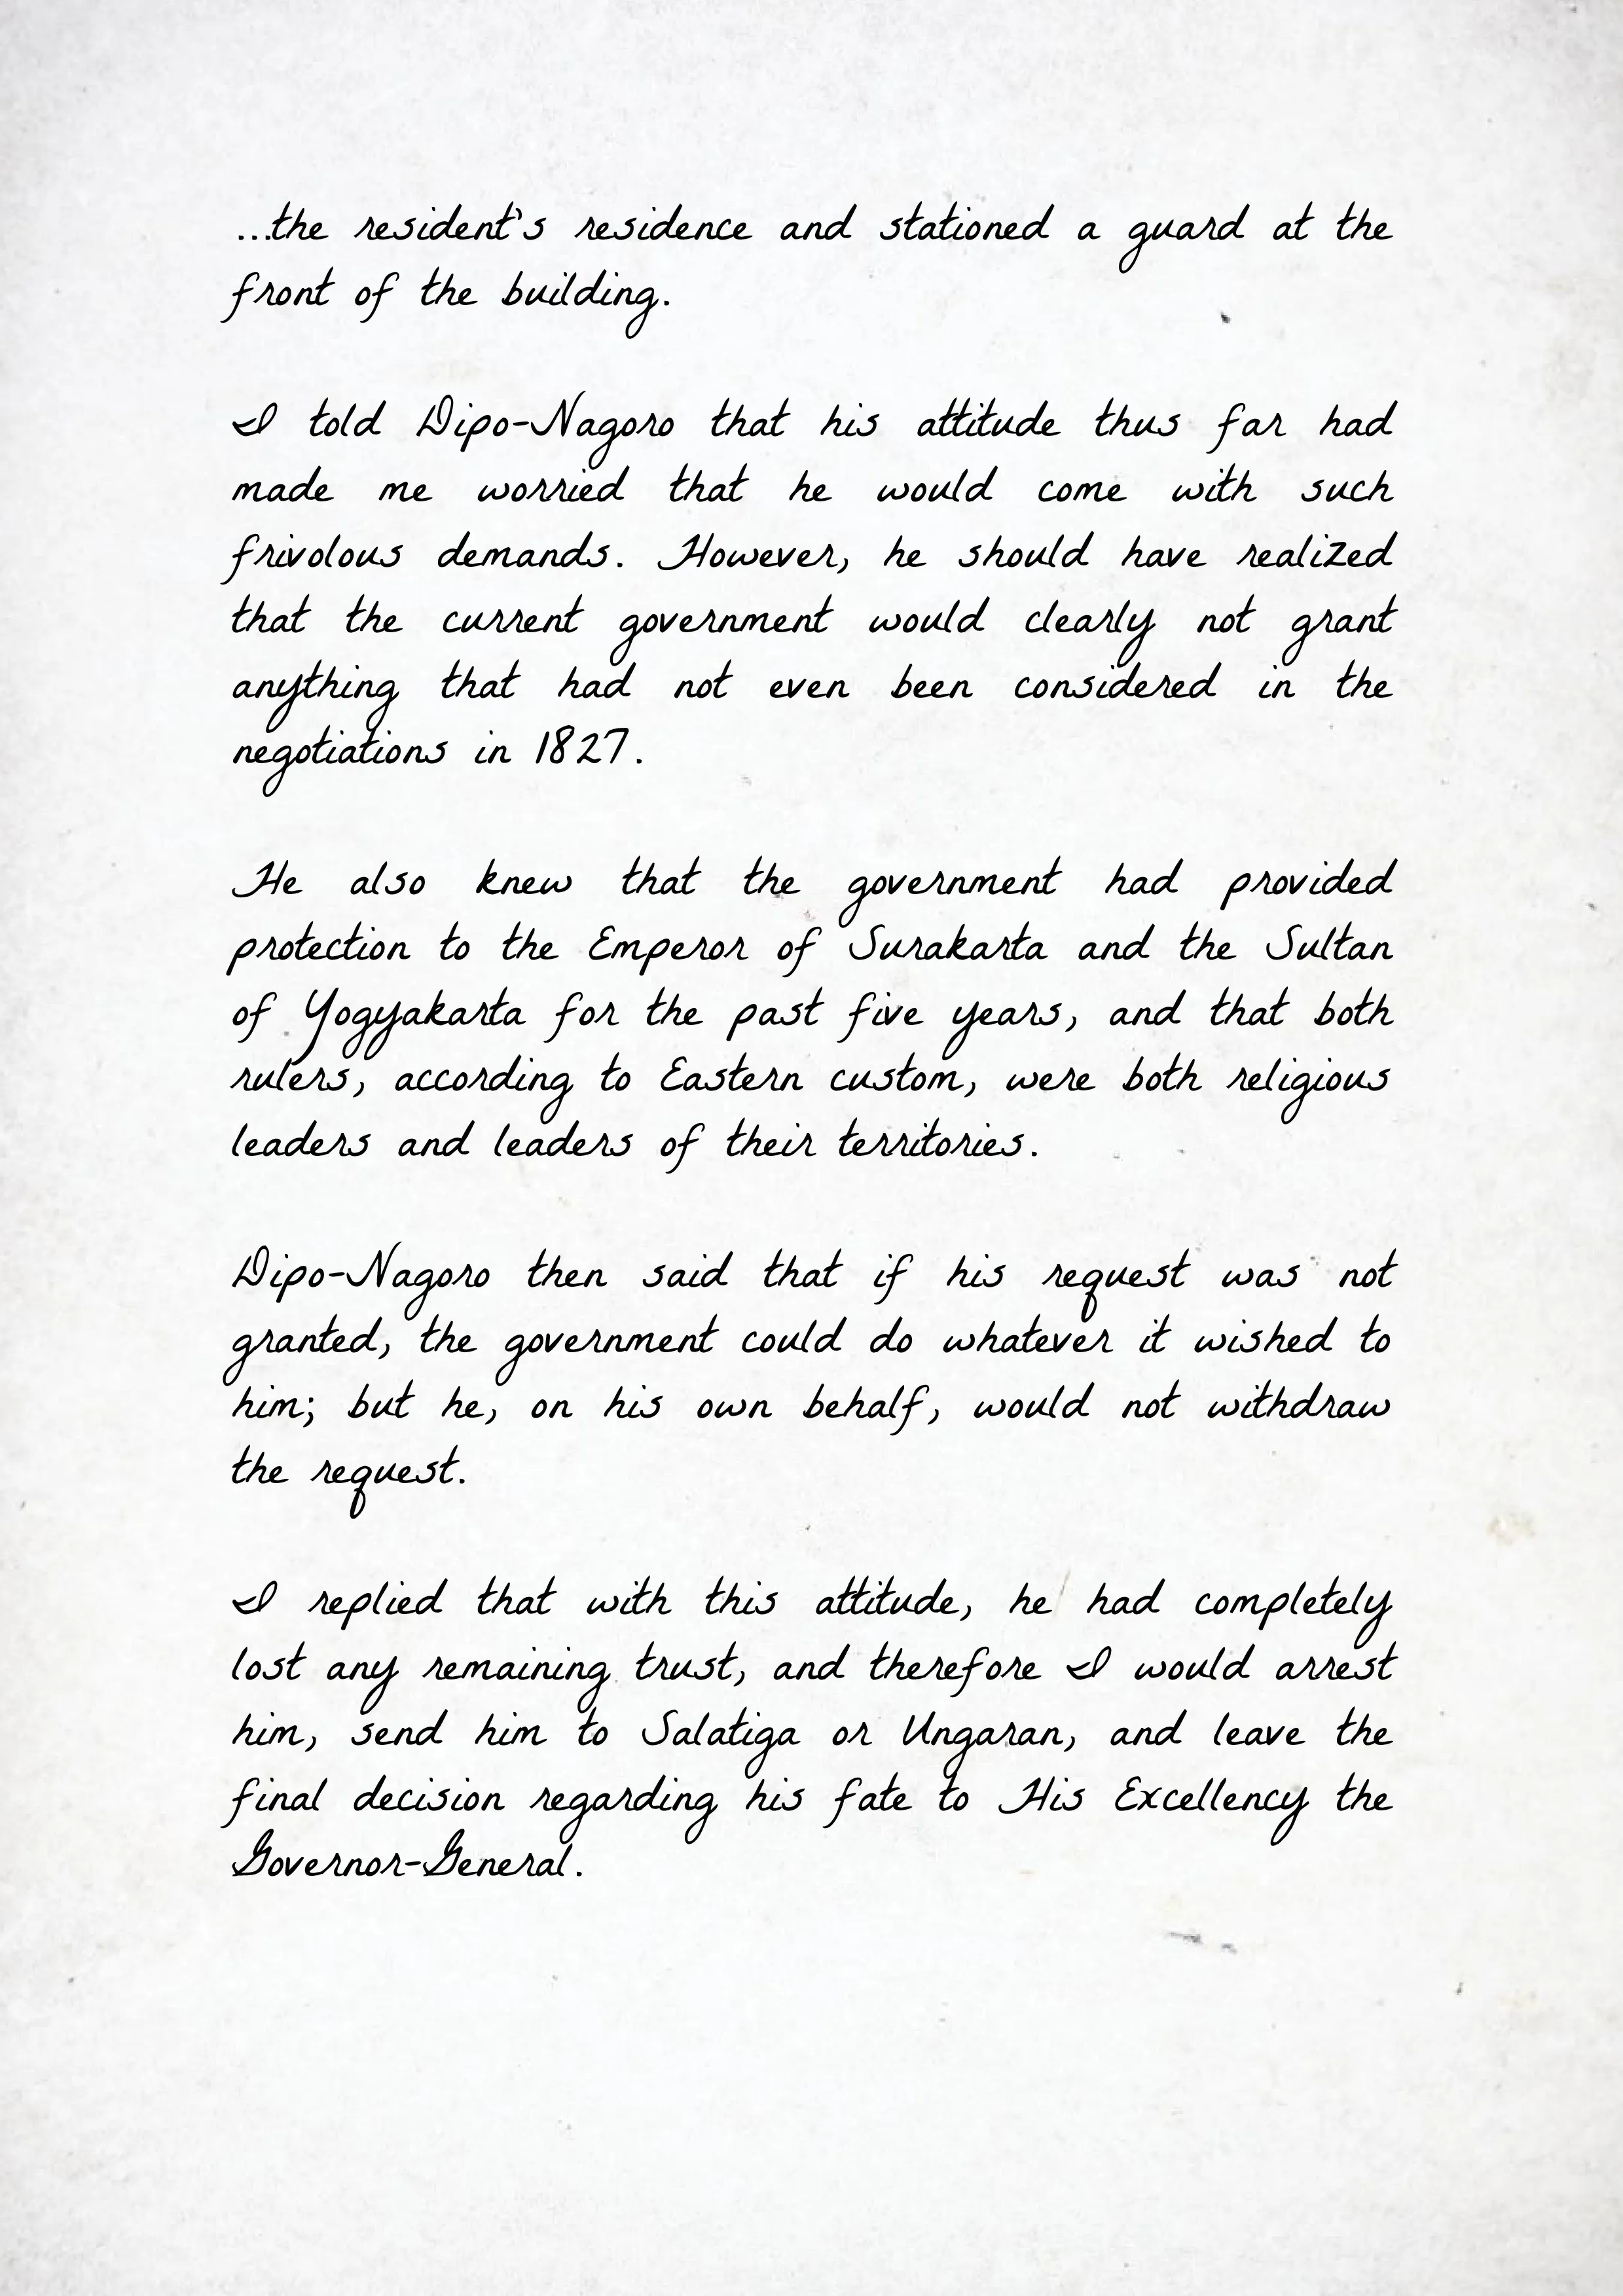 ...the resident's residence and stationed a guard at the
front of the building.
I told Dipo-Nagoro that his attitude thus far had
made me worried that he would come with such
frivolous demands. However, he should have realized
that the current government would clearly not grant
anything that had not even been considered in the
negotiations in 1827.
He also knew that the government had provided
protection to the Emperor of Surakarta and the Sultan
of Yogyakarta for the past five years, and that both
rulers, according to Eastern custom, were both religious
leaders and leaders of their territories.
Dipo-Nagoro then said that if his request was not
granted, the government could do whatever it wished to
him; but he, on his own behalf, would not withdraw
the request.
I replied that with this attitude, he had completely
lost any remaining trust, and therefore I would arrest
him, send him to Salatiga or Ungaran, and leave the
final decision regarding his fate to His Excellency the
Governor-General.